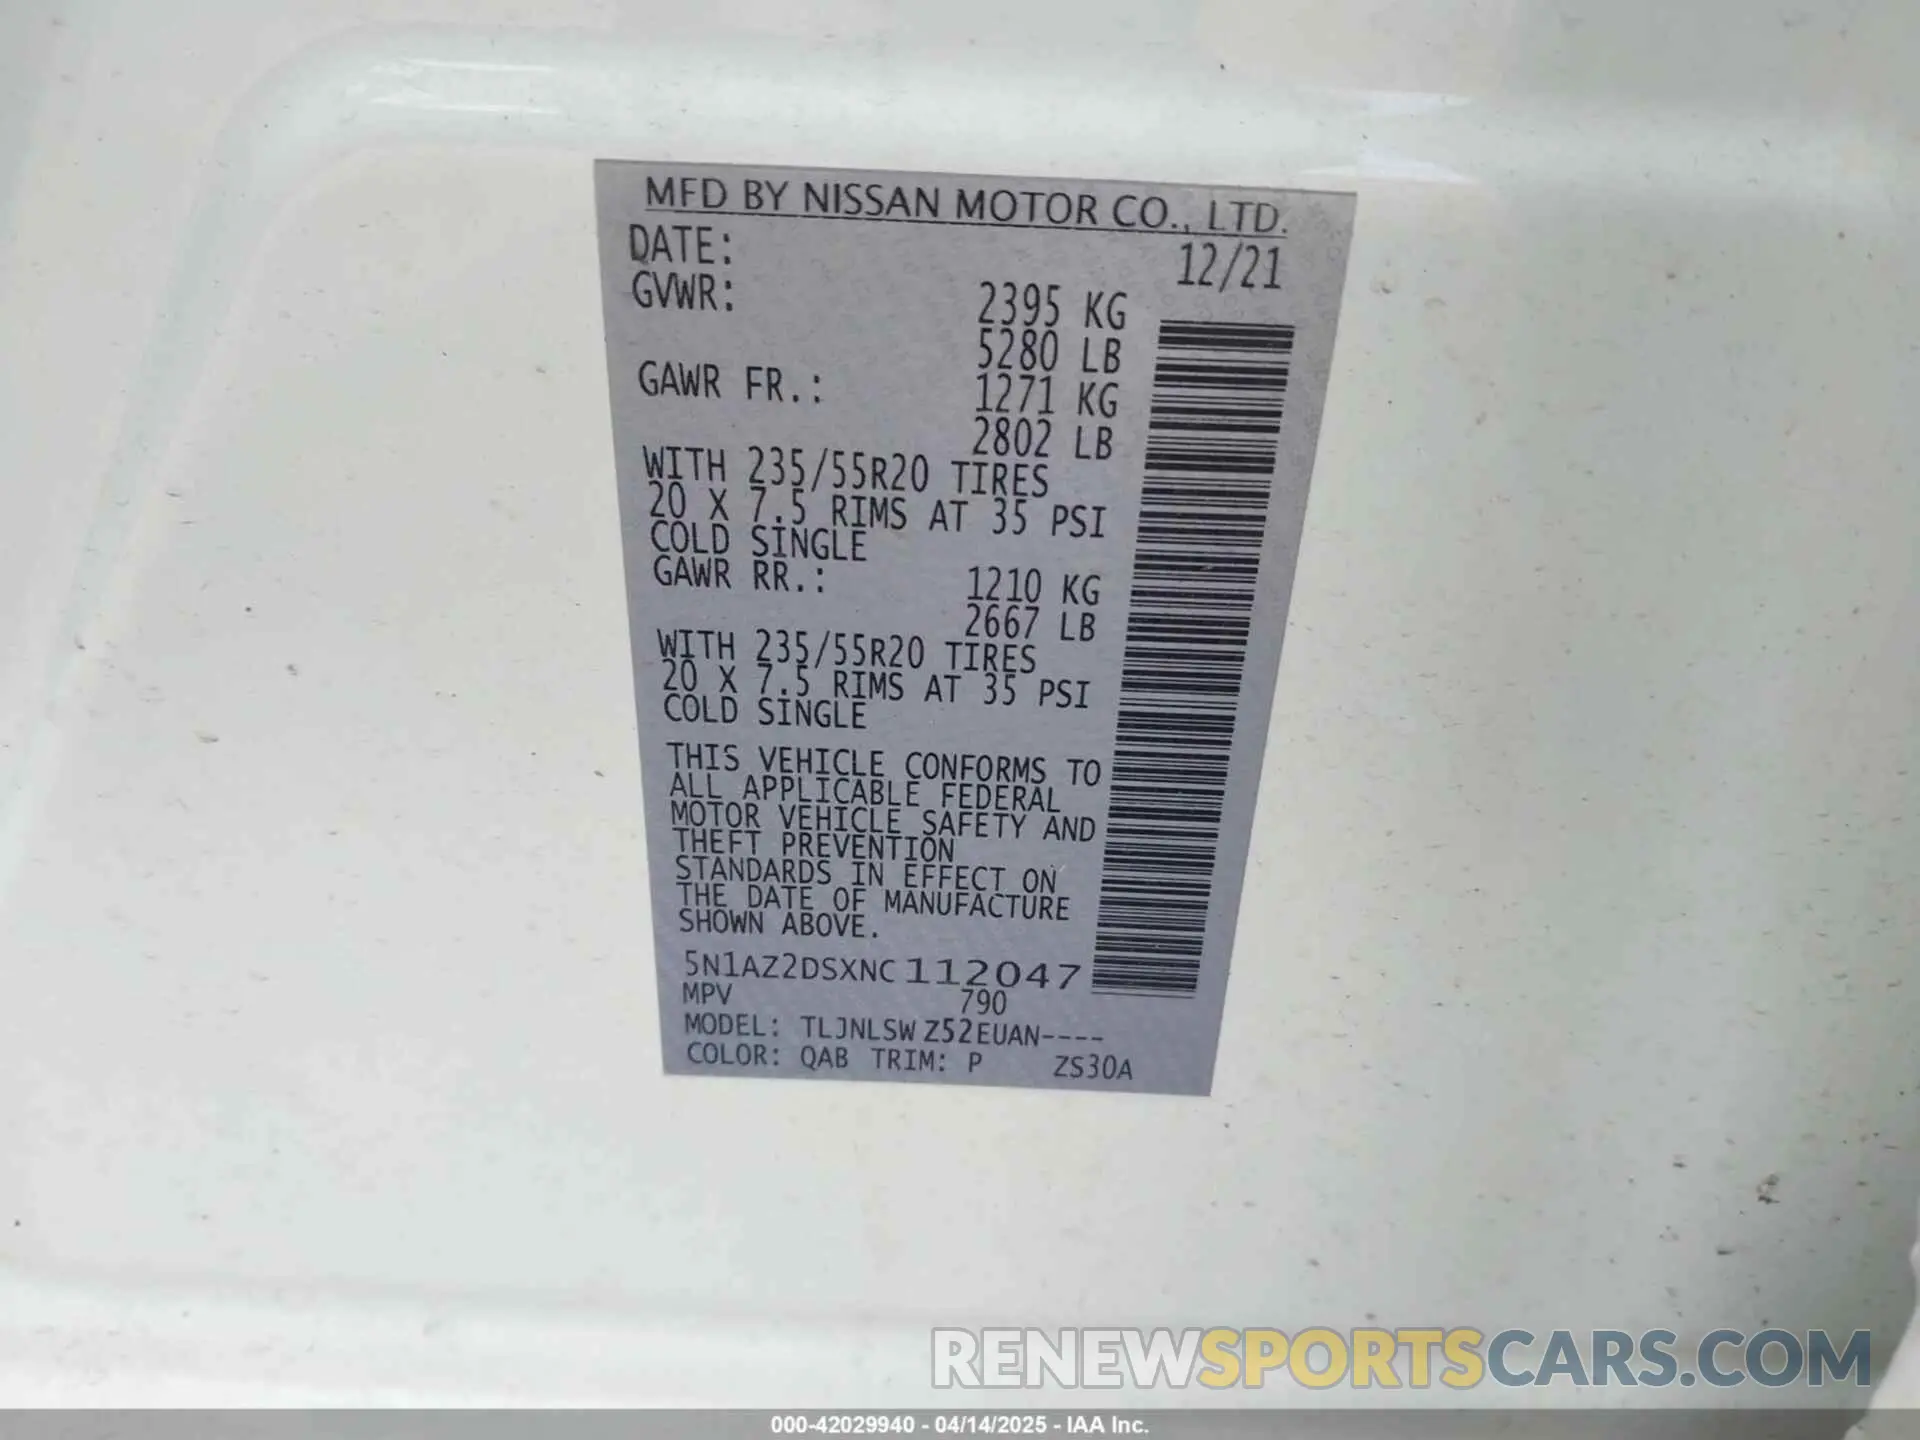 MFD BY NISSAN MOTOR CO., LTD.
DATE: 12/21
GVWR: 2395 KG
5280 LB
GAWR FR.: 1271 KG
2802 LB
WITH 235/55R20 TIRES
20 X 7.5 RIMS AT 35 PSI
COLD SINGLE
GAWR RR.: 1210 KG
2667 LB
WITH 235/55R20 TIRES
20 X 7.5 RIMS AT 35 PSI
COLD SINGLE
THIS VEHICLE CONFORMS TO
ALL APPLICABLE FEDERAL
MOTOR VEHICLE SAFETY AND
THEFT PREVENTION
STANDARDS IN EFFECT ON
THE DATE OF MANUFACTURE
SHOWN ABOVE.
5N1AZ2DSXNC112047
MPV 790
MODEL: TLJNLSW Z52EUAN----
COLOR: QAB TRIM: P ZS30A
RENEWSPORTSCARS.COM
000-42029940 - 04/14/2025 - IAA Inc.